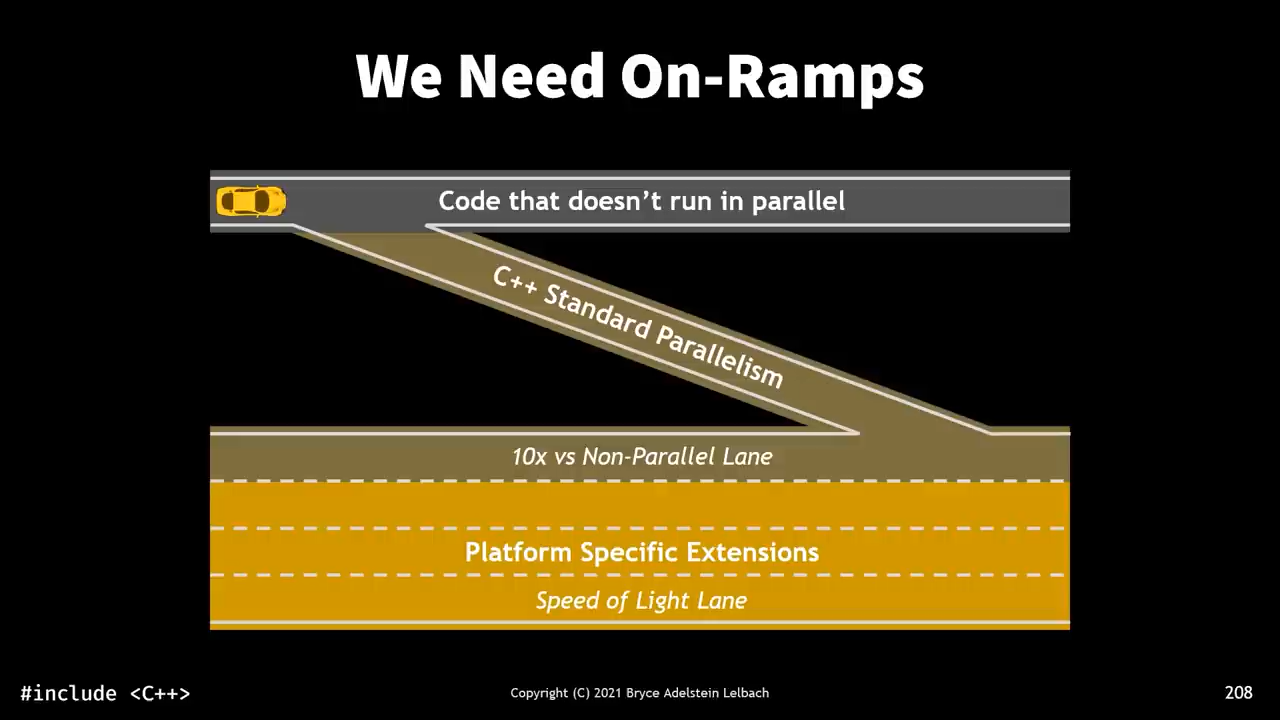 We Need On-Ramps
Code that doesn’t run in parallel
C++ Standard Parallelism
10x vs Non-Parallel Lane
Platform Specific Extensions
Speed of Light Lane
#include <C++>
Copyright (C) 2021 Bryce Adelstein Lelbach
208